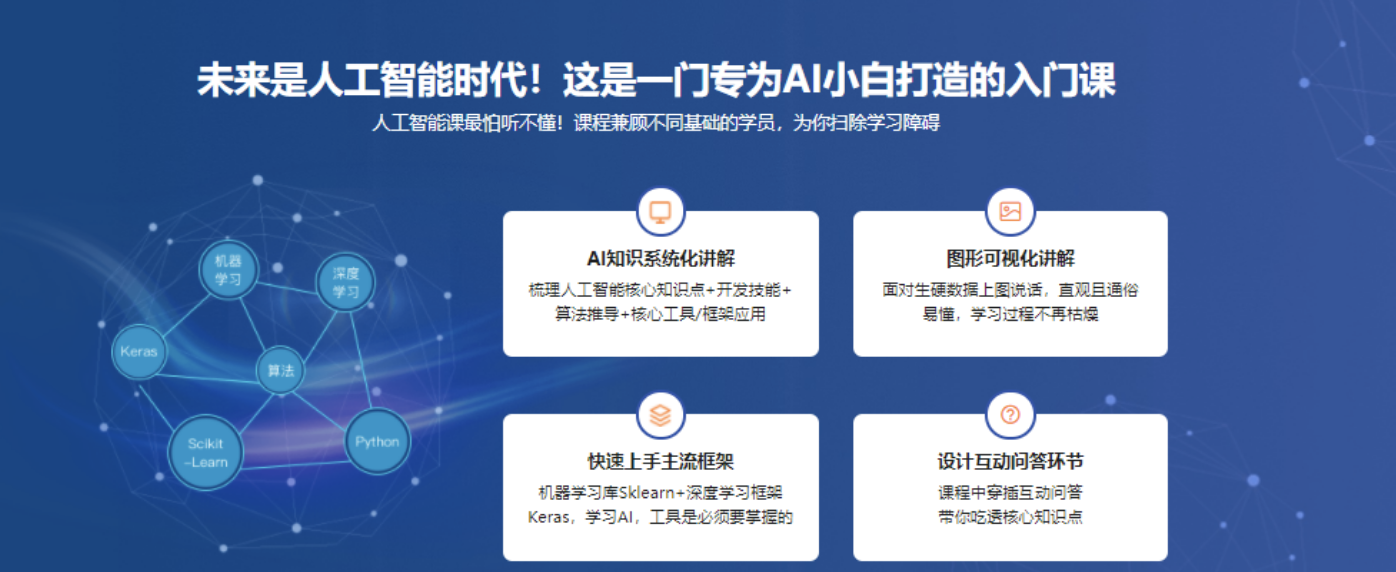 未来是人工智能时代！这是一门专为AI小白打造的入门课
人工智能课最怕听不懂！课程兼顾不同基础的学员，为你扫除学习障碍
机器
学习
深度
学习
Keras
算法
Scikit
-Learn
Python
AI知识系统化讲解
梳理人工智能核心知识点+开发技能+
算法推导+核心工具/框架应用
图形可视化讲解
面对生硬数据上图说话，直观且通俗
易懂，学习过程不再枯燥
快速上手主流框架
机器学习库Sklearn+深度学习框架
Keras，学习AI，工具是必须要掌握的
设计互动问答环节
课程中穿插互动问答
带你吃透核心知识点